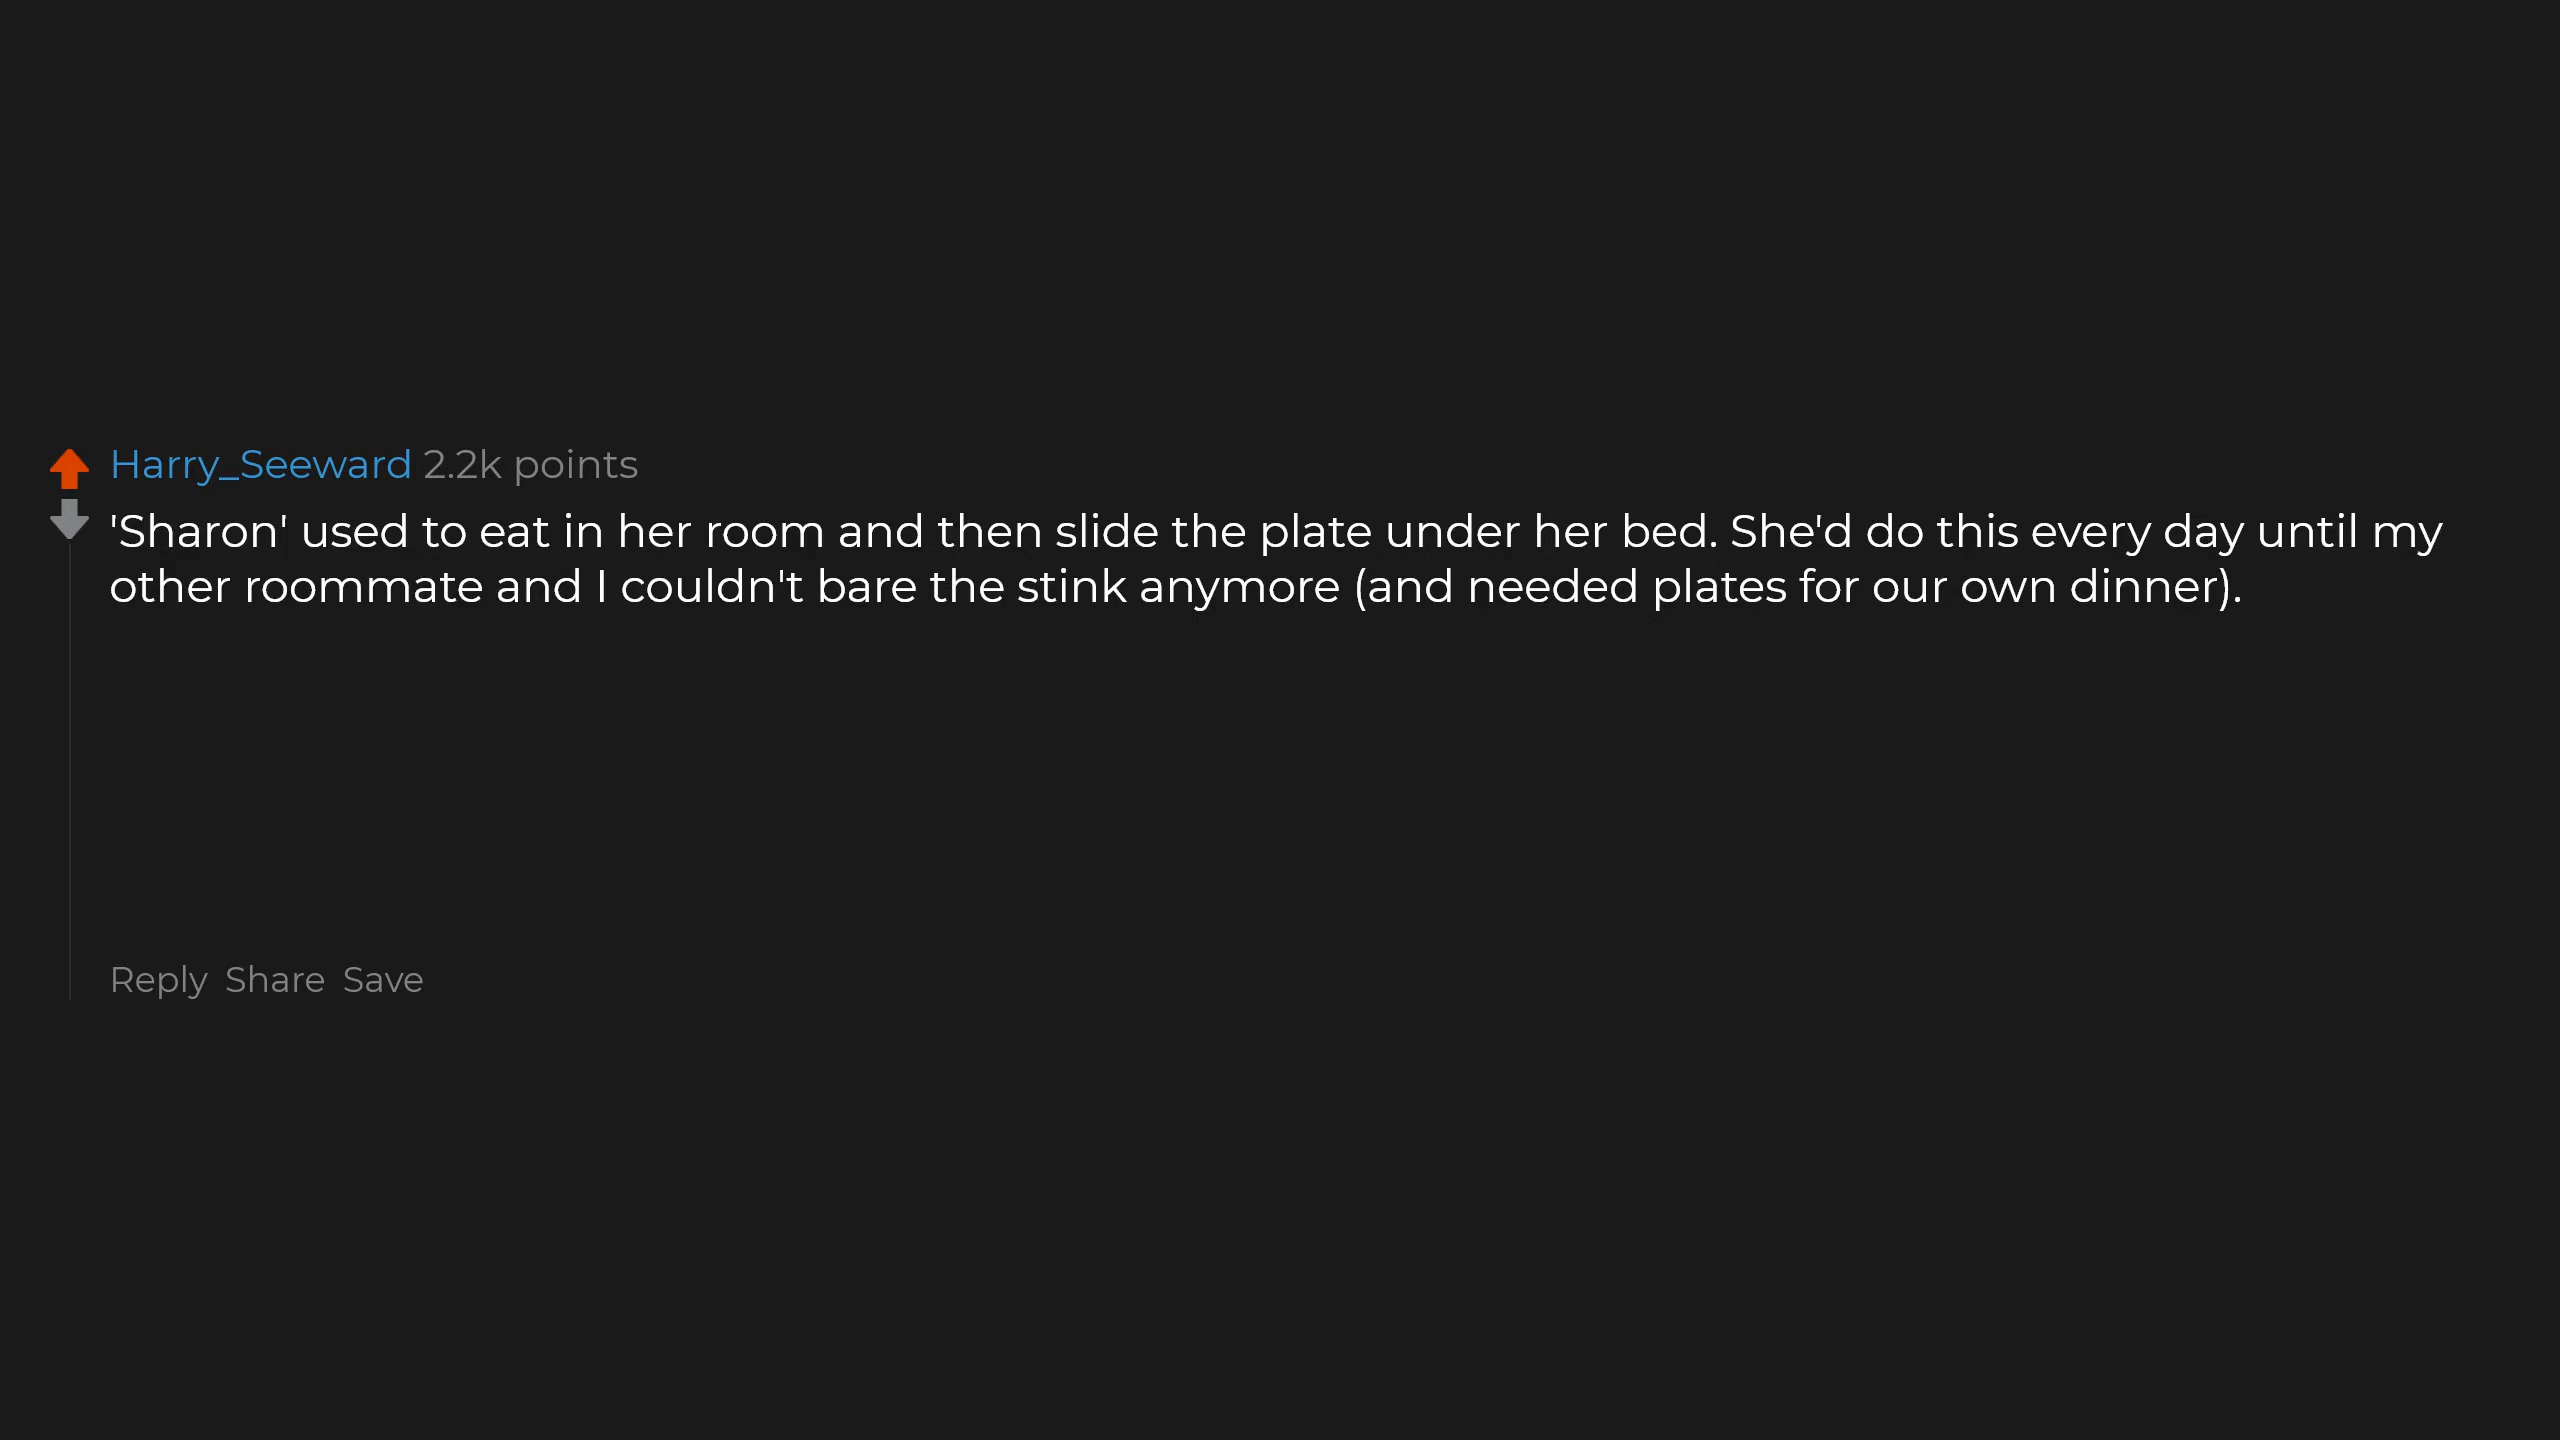 Harry_Seeward 2.2k points
'Sharon' used to eat in her room and then slide the plate under her bed. She'd do this every day until my
other roommate and I couldn't bare the stink anymore (and needed plates for our own dinner).
Reply Share Save